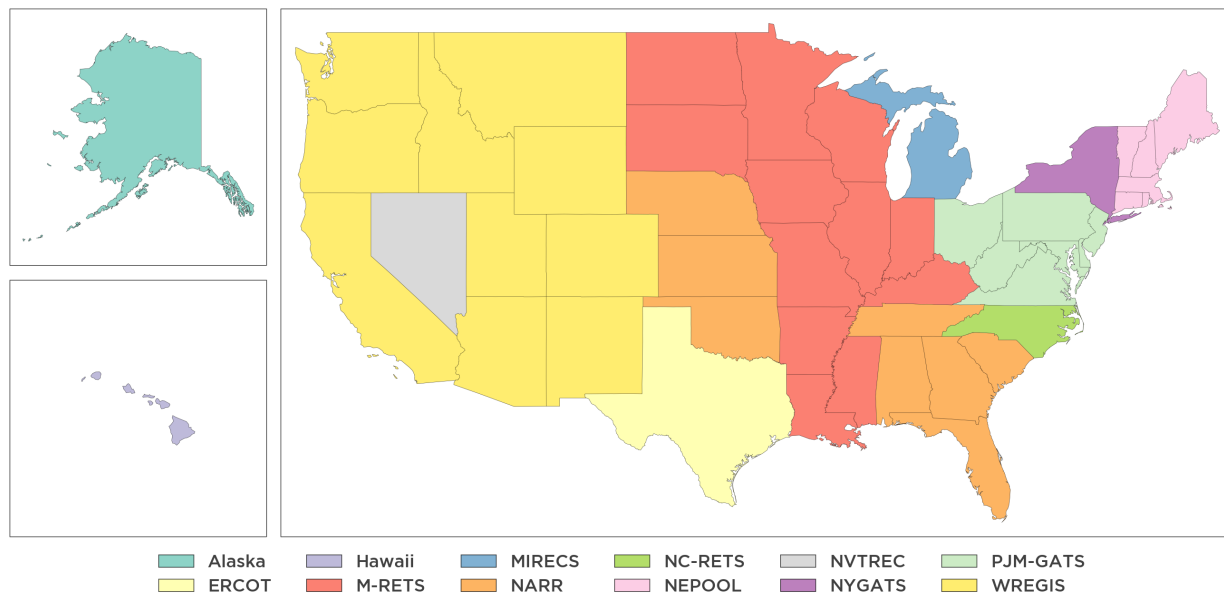 Alaska Hawaii MIRECS NC-RETS NVTREC PJM-GATS
ERCOT M-RETS NARR NEPOOL NYGATS WREGIS